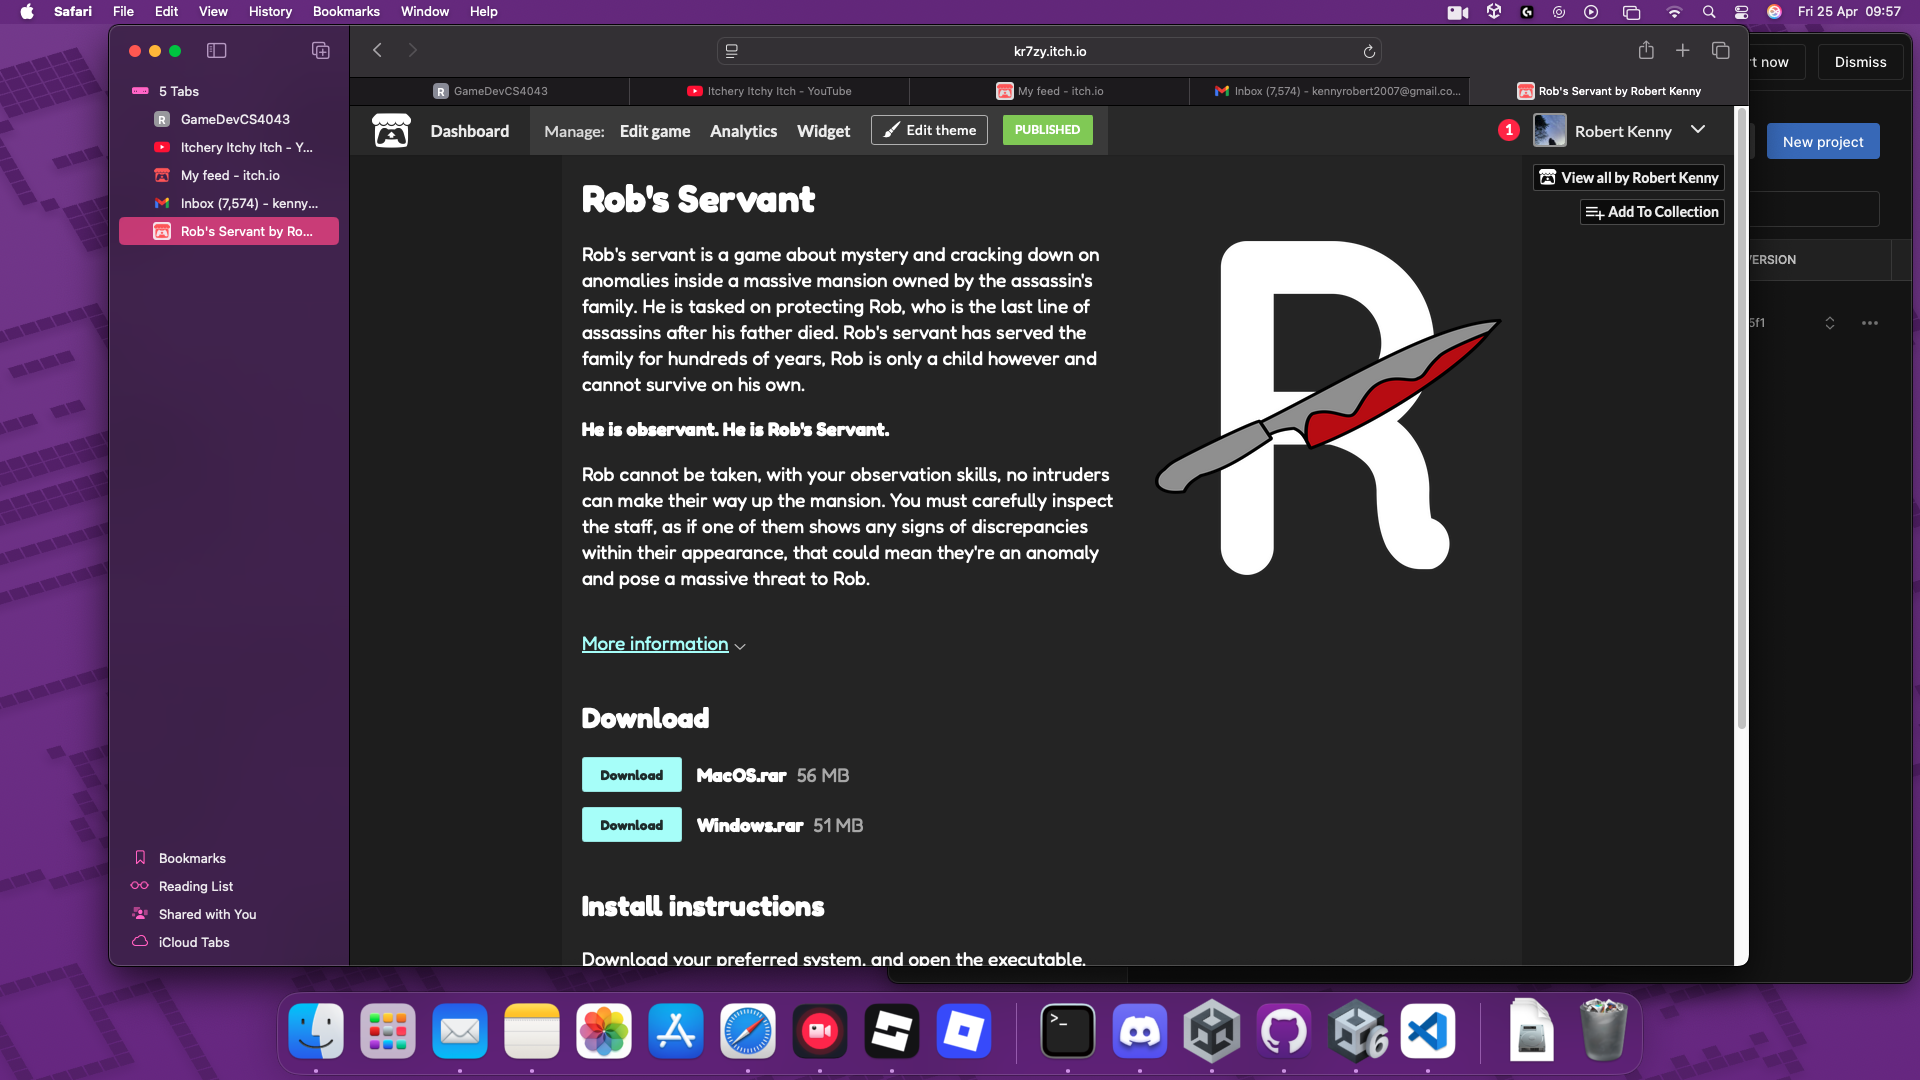 Safari File Edit View History Bookmarks Window Help Fri 25 Apr 09:57
kr7zy.itch.io
5 Tabs
GameDevCS4043
Itchery Itchy Itch - Y...
My feed - itch.io
Inbox (7,574) - kenny...
Rob's Servant by Ro...
Bookmarks
Reading List
Shared with You
iCloud Tabs
R GameDevCS4043 Itchery Itchy Itch - YouTube My feed - itch.io Inbox (7,574) - kennyrobert2007@gmail.co... Rob's Servant by Robert Kenny
Dashboard Manage: Edit game Analytics Widget Edit theme PUBLISHED 1 Robert Kenny
View all by Robert Kenny
Add To Collection
Rob's Servant
Rob's servant is a game about mystery and cracking down on
anomalies inside a massive mansion owned by the assassin's
family. He is tasked on protecting Rob, who is the last line of
assassins after his father died. Rob's servant has served the
family for hundreds of years, Rob is only a child however and
cannot survive on his own.
He is observant. He is Rob's Servant.
Rob cannot be taken, with your observation skills, no intruders
can make their way up the mansion. You must carefully inspect
the staff, as if one of them shows any signs of discrepancies
within their appearance, that could mean they're an anomaly
and pose a massive threat to Rob.
More information
R
Download
Download MacOS.rar 56 MB
Download Windows.rar 51 MB
Install instructions
Download your preferred system, and open the executable.
rt now Dismiss
New project
VERSION
5f1
>_
6